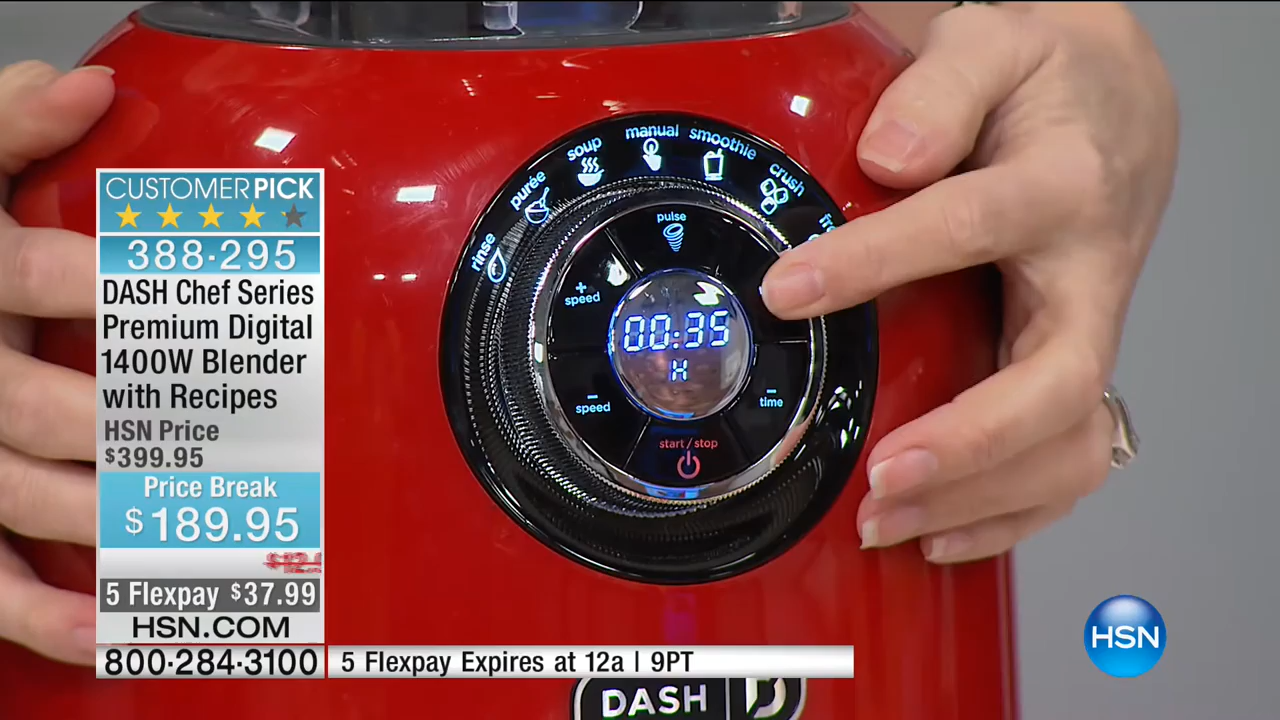 CUSTOMER PICK
388-295
DASH Chef Series
Premium Digital
1400W Blender
with Recipes
HSN Price
$399.95
Price Break
$189.95
5 Flexpay $37.99
HSN.COM
800-284-3100
5 Flexpay Expires at 12a | 9PT
rinse
purée
soup
manual
smoothie
crush
pulse
+
speed
00:35
H
–
speed
–
time
start/stop
DASH
HSN